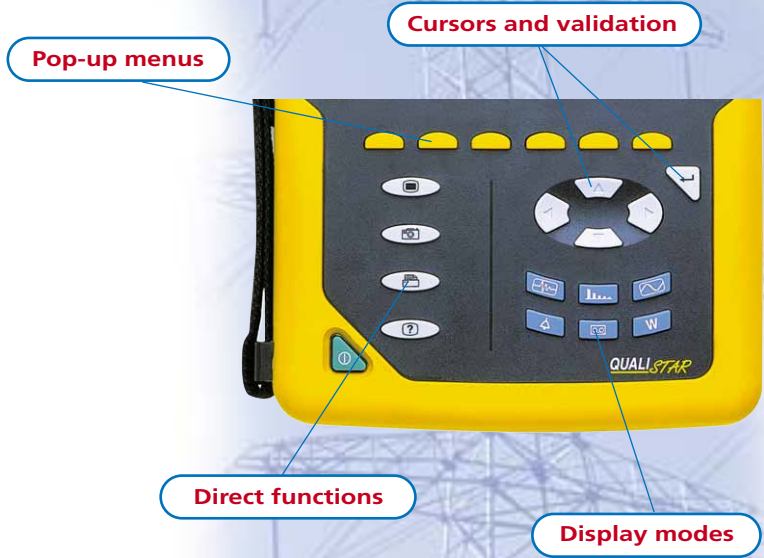 Cursors and validation
Pop-up menus
?
W
QUALISTAR
Direct functions
Display modes